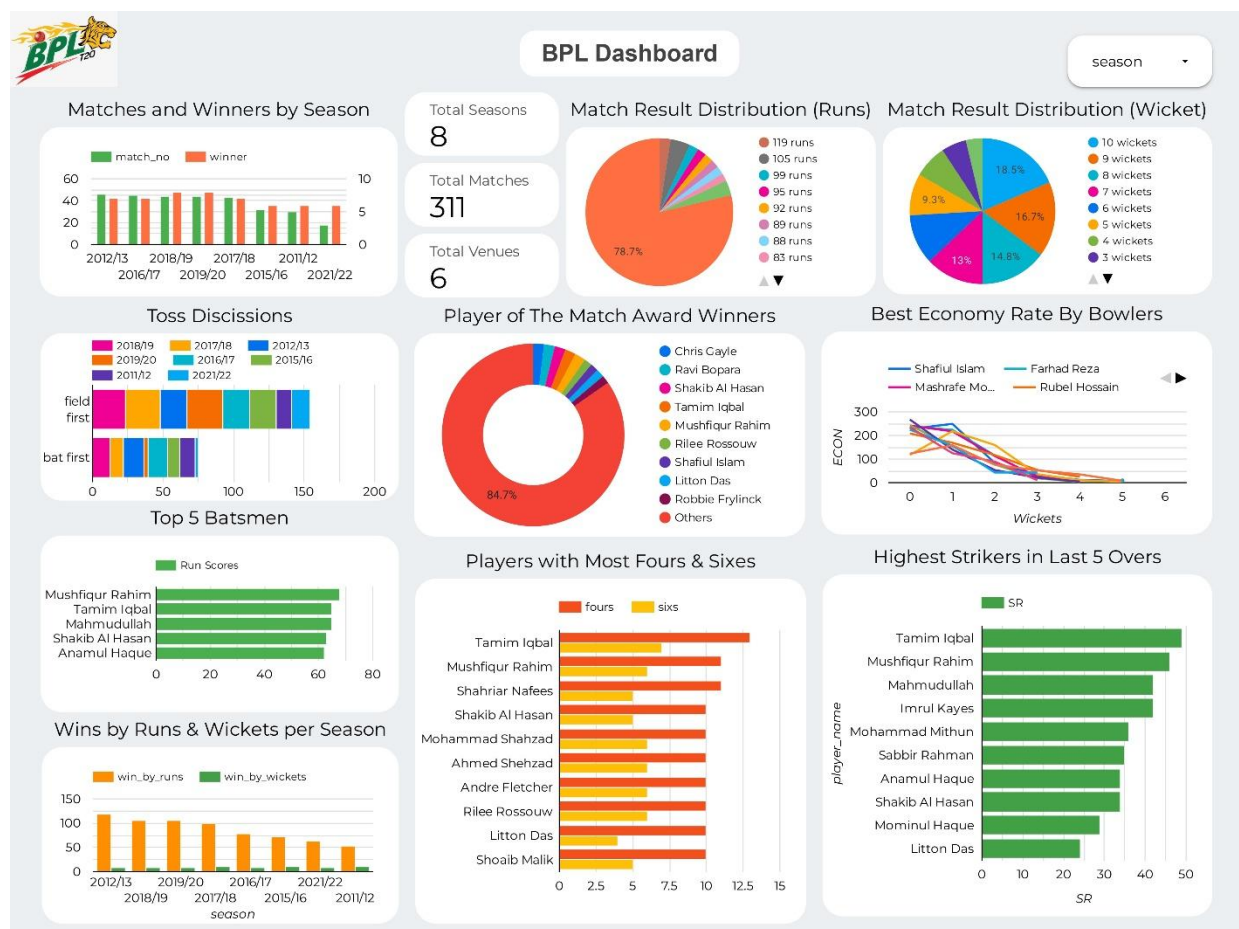 BPL
T20
BPL Dashboard
season
Matches and Winners by Season
match_no winner
60 10
40
5
20
0 0
2012/13 2018/19 2017/18 2011/12
2016/17 2019/20 2015/16 2021/22
Total Seasons
8
Total Matches
311
Total Venues
6
Match Result Distribution (Runs)
119 runs
105 runs
99 runs
95 runs
92 runs
89 runs
88 runs
83 runs
78.7%
Match Result Distribution (Wicket)
10 wickets
9 wickets
8 wickets
7 wickets
6 wickets
5 wickets
4 wickets
3 wickets
18.5%
16.7%
14.8%
13%
9.3%
Toss Discissions
2018/19 2017/18 2012/13
2019/20 2016/17 2015/16
2011/12 2021/22
field
first
bat first
0 50 100 150 200
Player of The Match Award Winners
Chris Gayle
Ravi Bopara
Shakib Al Hasan
Tamim Iqbal
Mushfiqur Rahim
Rilee Rossouw
Shafiul Islam
Litton Das
Robbie Frylinck
Others
84.7%
Best Economy Rate By Bowlers
Shafiul Islam Farhad Reza
Mashrafe Mo... Rubel Hossain
300
200
100
0
ECON
0 1 2 3 4 5 6
Wickets
Top 5 Batsmen
Run Scores
Mushfiqur Rahim
Tamim Iqbal
Mahmudullah
Shakib Al Hasan
Anamul Haque
0 20 40 60 80
Players with Most Fours & Sixes
fours sixs
Tamim Iqbal
Mushfiqur Rahim
Shahriar Nafees
Shakib Al Hasan
Mohammad Shahzad
Ahmed Shehzad
Andre Fletcher
Rilee Rossouw
Litton Das
Shoaib Malik
0 2.5 5 7.5 10 12.5 15
Highest Strikers in Last 5 Overs
SR
player_name
Tamim Iqbal
Mushfiqur Rahim
Mahmudullah
Imrul Kayes
Mohammad Mithun
Sabbir Rahman
Anamul Haque
Shakib Al Hasan
Mominul Haque
Litton Das
0 10 20 30 40 50
SR
Wins by Runs & Wickets per Season
win_by_runs win_by_wickets
150
100
50
0
2012/13 2019/20 2016/17 2021/22
2018/19 2017/18 2015/16 2011/12
season